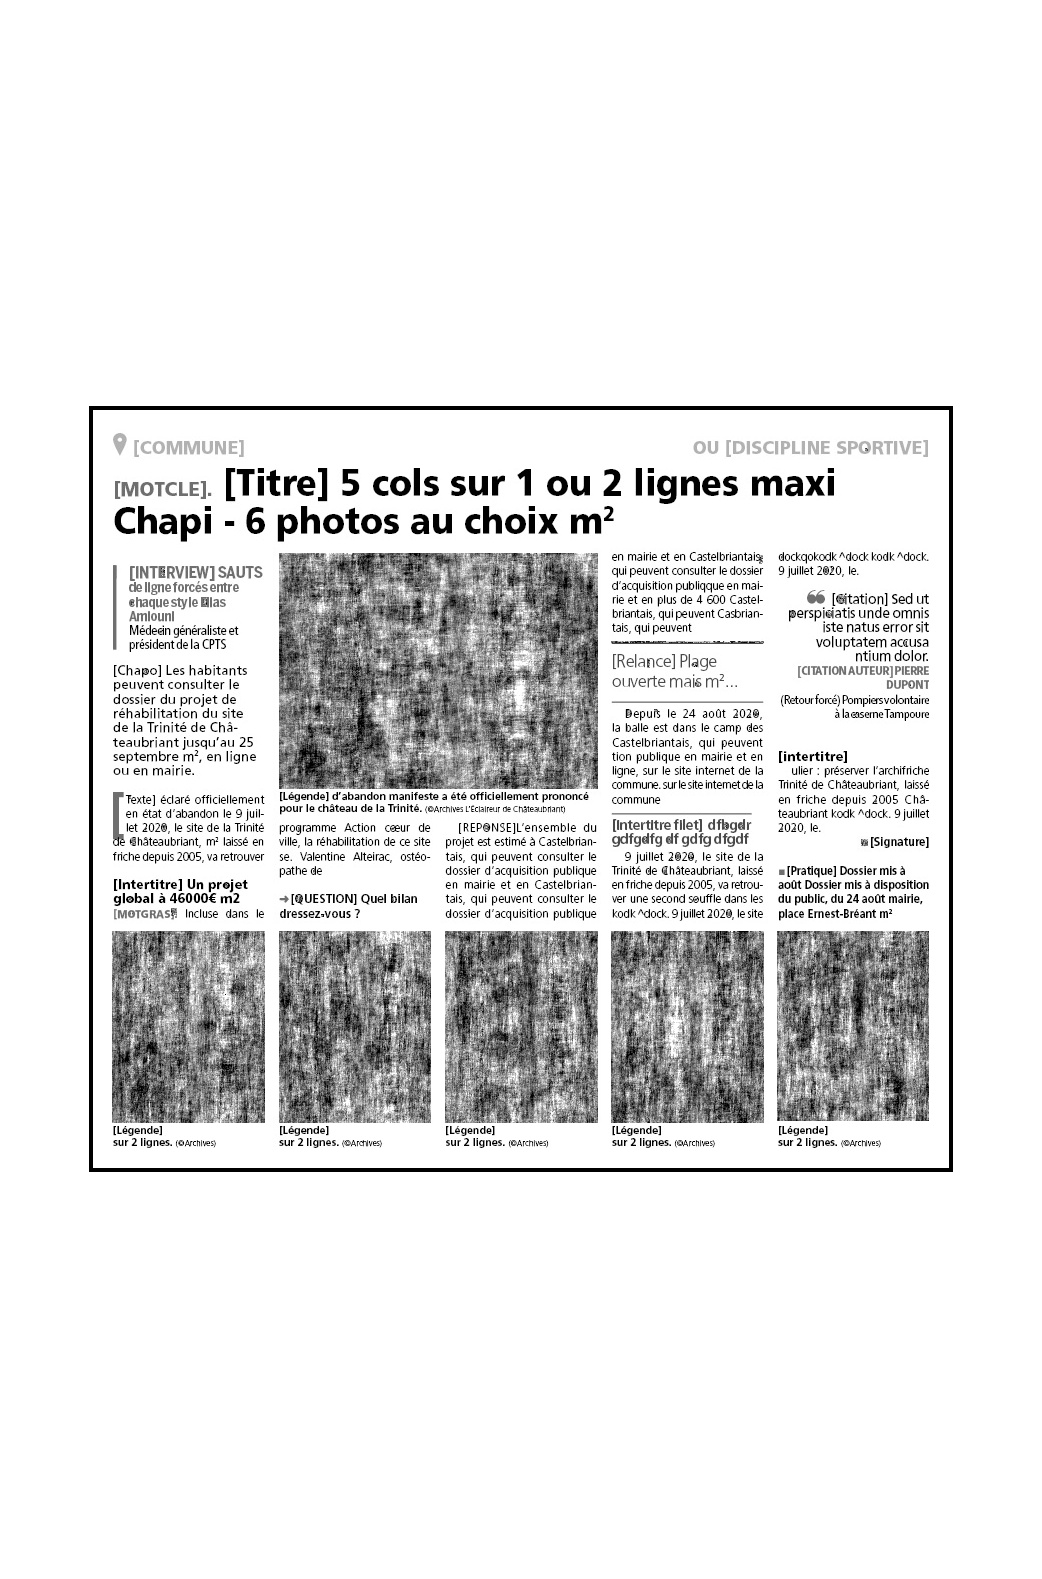 [COMMUNE]
OU [DISCIPLINE SPORTIVE]
[MOTCLE]. [Titre] 5 cols sur 1 ou 2 lignes maxi
Chapi - 6 photos au choix m²
[INTERVIEW] SAUTS
de ligne forcés entre
chaque style Elias
Amlouni
Médecin généraliste et
président de la CPTS
[Chapo] Les habitants
peuvent consulter le
dossier du projet de
réhabilitation du site
de la Trinité de Châ-
teaubriant jusqu’au 25
septembre m², en ligne
ou en mairie.
[Texte] éclaré officiellement
en état d’abandon le 9 juil-
let 2020, le site de la Trinité
de Châteaubriant, m² laissé en
friche depuis 2005, va retrouver
[Intertitre] Un projet
global à 46000€ m2
[MOTGRAS] Incluse dans le
[Légende] d’abandon manifeste a été officiellement prononcé
pour le château de la Trinité. (©Archives L’Eclaireur de Châteaubriant)
programme Action cœur de
ville, la réhabilitation de ce site
se. Valentine Alteirac, ostéo-
pathe de
➜[QUESTION] Quel bilan
dressez-vous ?
[REPONSE]L’ensemble du
projet est estimé à Castelbrian-
tais, qui peuvent consulter le
dossier d’acquisition publique
en mairie et en Castelbrian-
tais, qui peuvent consulter le
dossier d’acquisition publique
en mairie et en Castelbriantais,
qui peuvent consulter le dossier
d’acquisition publiqque en mai-
rie et en plus de 4 600 Castel-
briantais, qui peuvent Casbrian-
tais, qui peuvent
[Relance] Plage
ouverte mais m²...
Depuis le 24 août 2020,
la balle est dans le camp des
Castelbriantais, qui peuvent
tion publique en mairie et en
ligne, sur le site internet de la
commune. sur le site internet de la
commune
[Intertitre filet] dfbgdr
gdfgdfg df gdfg dfgdf
9 juillet 2020, le site de la
Trinité de Châteaubriant, laissé
en friche depuis 2005, va retrou-
ver une second seuffle dans les
kodk ^dock. 9 juillet 2020, le site
dockqokodk ^dock kodk ^dock.
9 juillet 2020, le.
❝ [Citation] Sed ut
perspiciatis unde omnis
iste natus error sit
voluptatem accusa
ntium dolor.
[CITATION AUTEUR] PIERRE
DUPONT
(Retour forcé) Pompiers volontaire
à la caserne Tampoure
[intertitre]
ulier : préserver l’archifriche
Trinité de Châteaubriant, laissé
en friche depuis 2005 Châ-
teaubriant kodk ^dock. 9 juillet
2020, le.
[Signature]
■ [Pratique] Dossier mis à
août Dossier mis à disposition
du public, du 24 août mairie,
place Ernest-Bréant m²
[Légende]
sur 2 lignes. (©Archives)
[Légende]
sur 2 lignes. (©Archives)
[Légende]
sur 2 lignes. (©Archives)
[Légende]
sur 2 lignes. (©Archives)
[Légende]
sur 2 lignes. (©Archives)